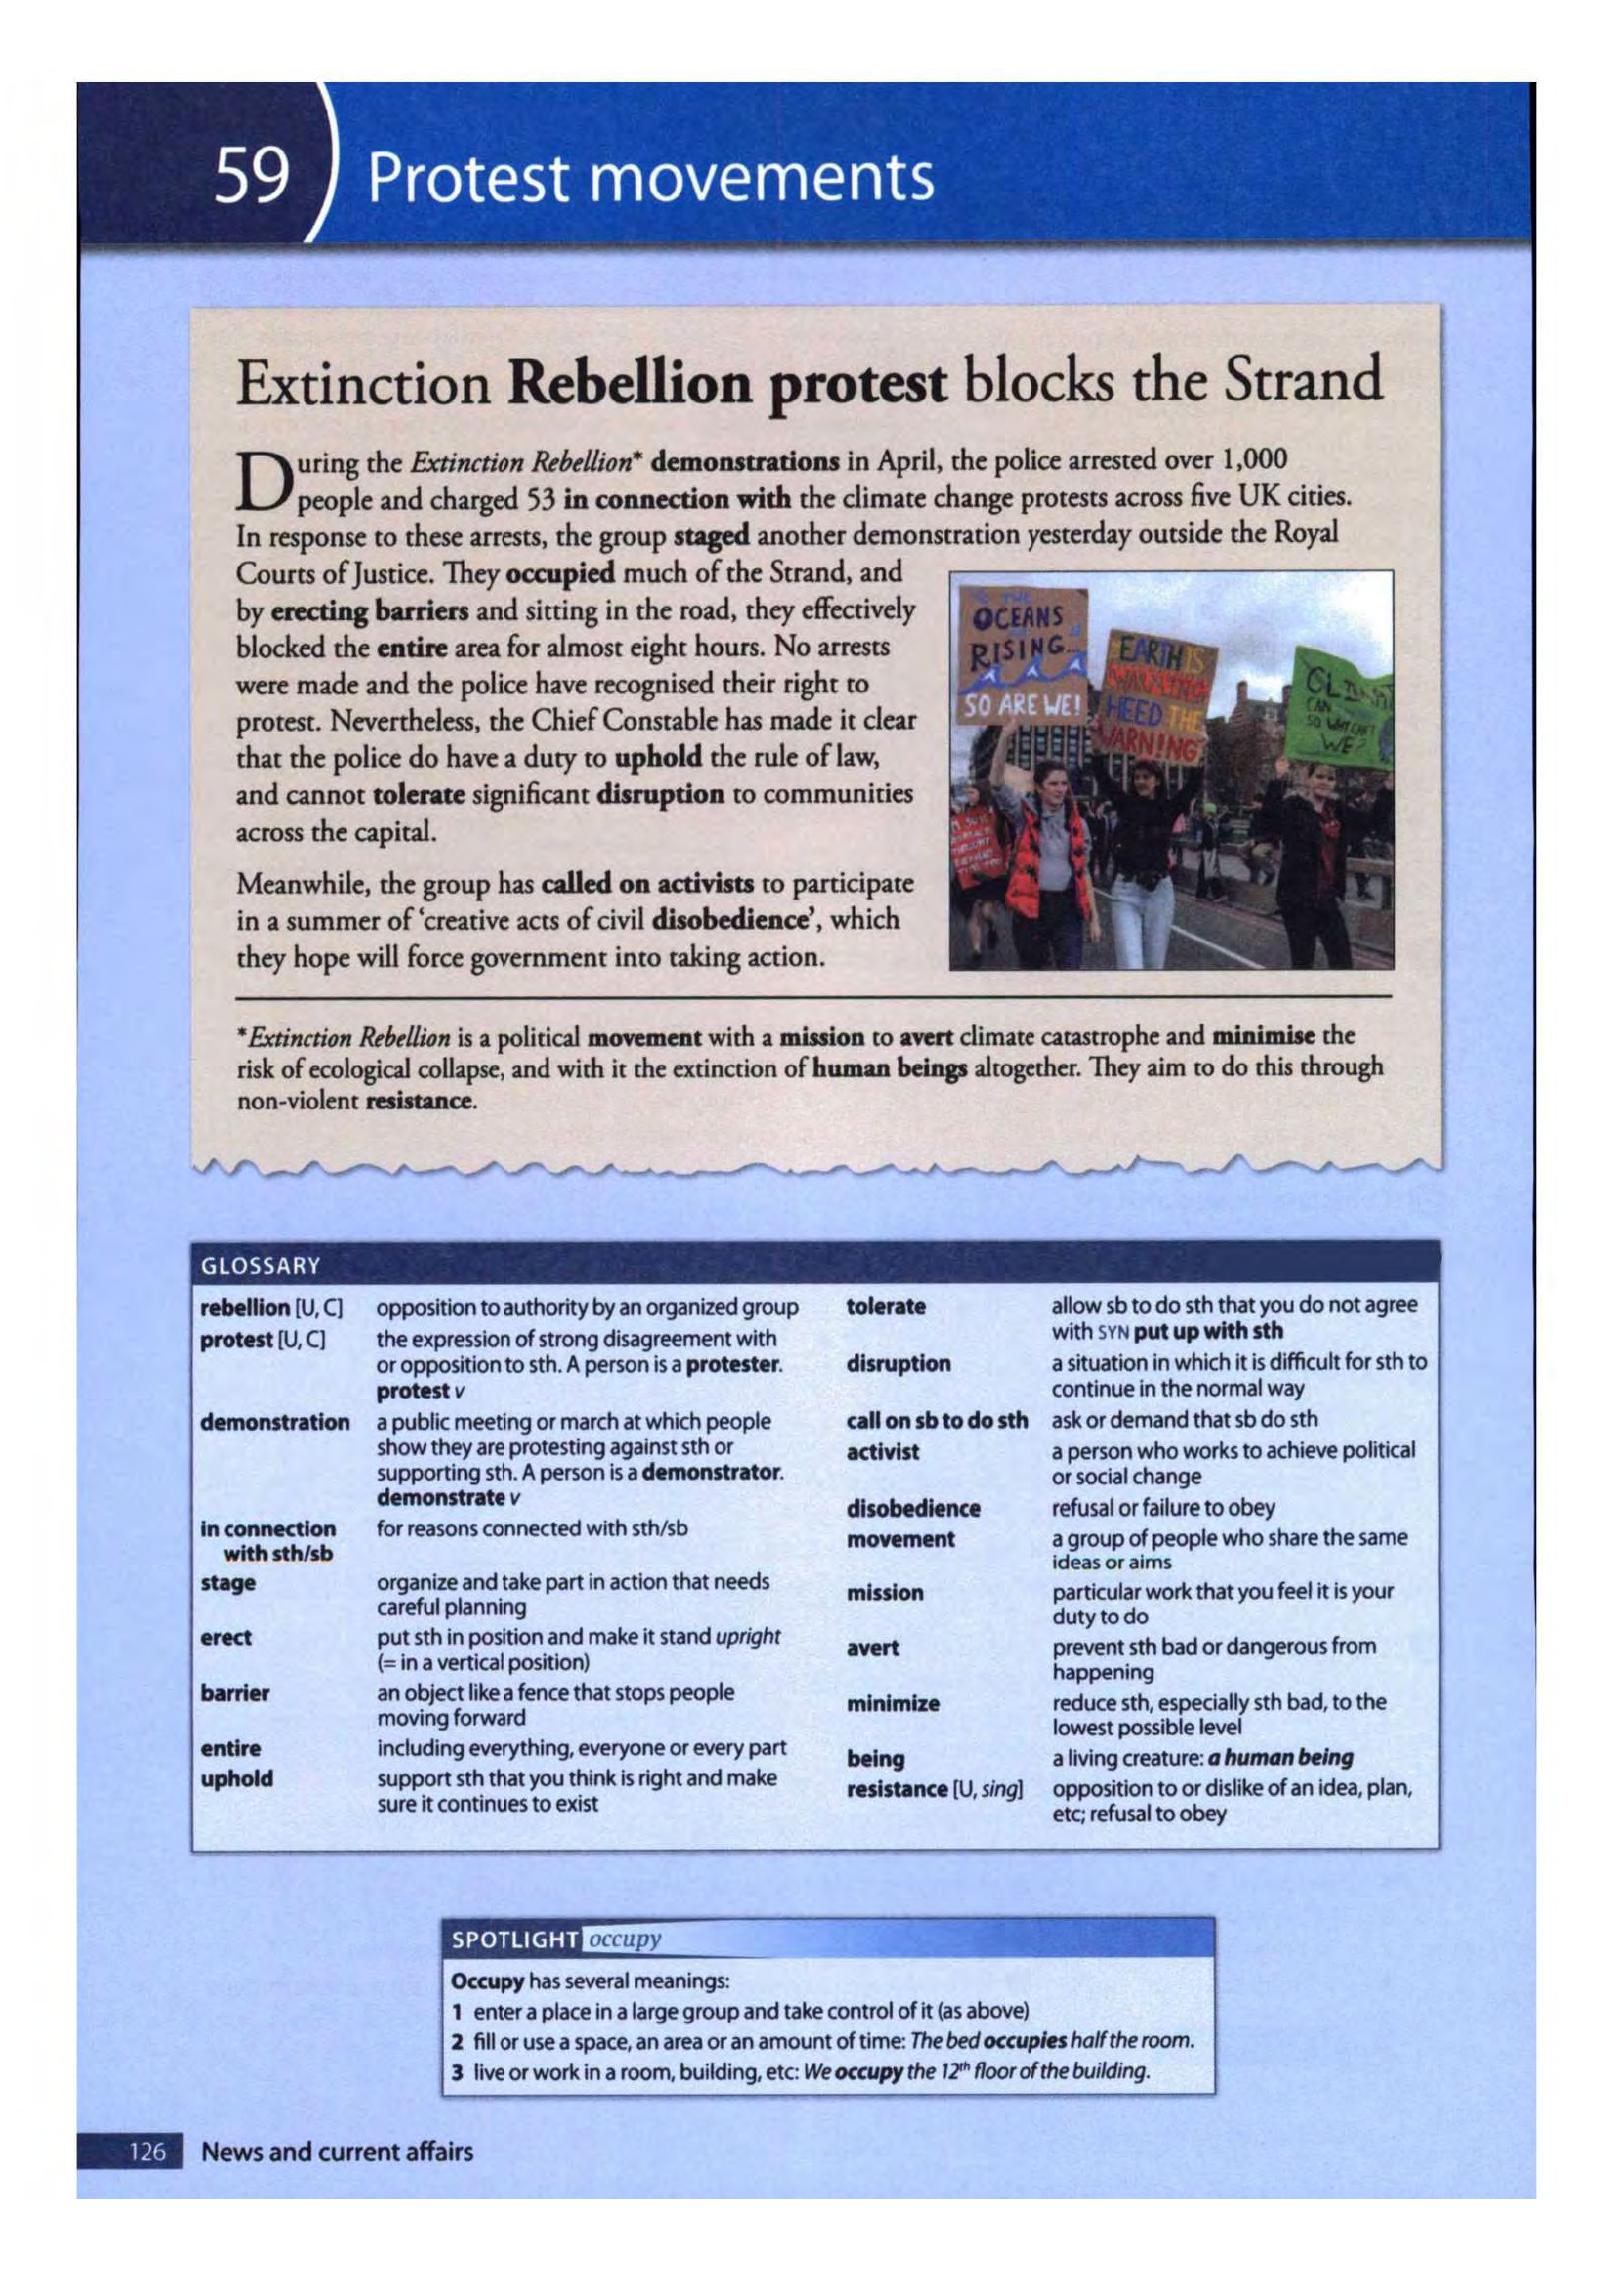 59
Protest movements
Extinction Rebellion protest blocks the Strand
During the Extinction Rebellion* demonstrations in April, the police arrested over 1,000
people and charged 53 in connection with the climate change protests across five UK cities.
In response to these arrests, the group staged another demonstration yesterday outside the Royal
Courts of Justice. They occupied much of the Strand, and
by erecting barriers and sitting in the road, they effectively
blocked the entire area for almost eight hours. No arrests
were made and the police have recognised their right to
protest. Nevertheless, the Chief Constable has made it clear
that the police do have a duty to uphold the rule of law,
and cannot tolerate significant disruption to communities
across the capital.
Meanwhile, the group has called on activists to participate
in a summer of ‘creative acts of civil disobedience’, which
they hope will force government into taking action.
THE
OCEANS
RISING...
SO ARE WE!
EARTH IS
WARMING
HEED THE
WARNING
CAN
WE?
*Extinction Rebellion is a political movement with a mission to avert climate catastrophe and minimise the
risk of ecological collapse, and with it the extinction of human beings altogether. They aim to do this through
non-violent resistance.
GLOSSARY
rebellion [U, C] opposition to authority by an organized group
protest [U, C] the expression of strong disagreement with
or opposition to sth. A person is a protester.
protest v
demonstration a public meeting or march at which people
show they are protesting against sth or
supporting sth. A person is a demonstrator.
demonstrate v
in connection for reasons connected with sth/sb
with sth/sb
stage organize and take part in action that needs
careful planning
erect put sth in position and make it stand upright
(= in a vertical position)
barrier an object like a fence that stops people
moving forward
entire including everything, everyone or every part
uphold support sth that you think is right and make
sure it continues to exist
tolerate allow sb to do sth that you do not agree
with SYN put up with sth
disruption a situation in which it is difficult for sth to
continue in the normal way
call on sb to do sth ask or demand that sb do sth
activist a person who works to achieve political
or social change
disobedience refusal or failure to obey
movement a group of people who share the same
ideas or aims
mission particular work that you feel it is your
duty to do
avert prevent sth bad or dangerous from
happening
minimize reduce sth, especially sth bad, to the
lowest possible level
being a living creature: a human being
resistance [U, sing] opposition to or dislike of an idea, plan,
etc; refusal to obey
SPOTLIGHT occupy
Occupy has several meanings:
1 enter a place in a large group and take control of it (as above)
2 fill or use a space, an area or an amount of time: The bed occupies half the room.
3 live or work in a room, building, etc: We occupy the 12th floor of the building.
126 News and current affairs